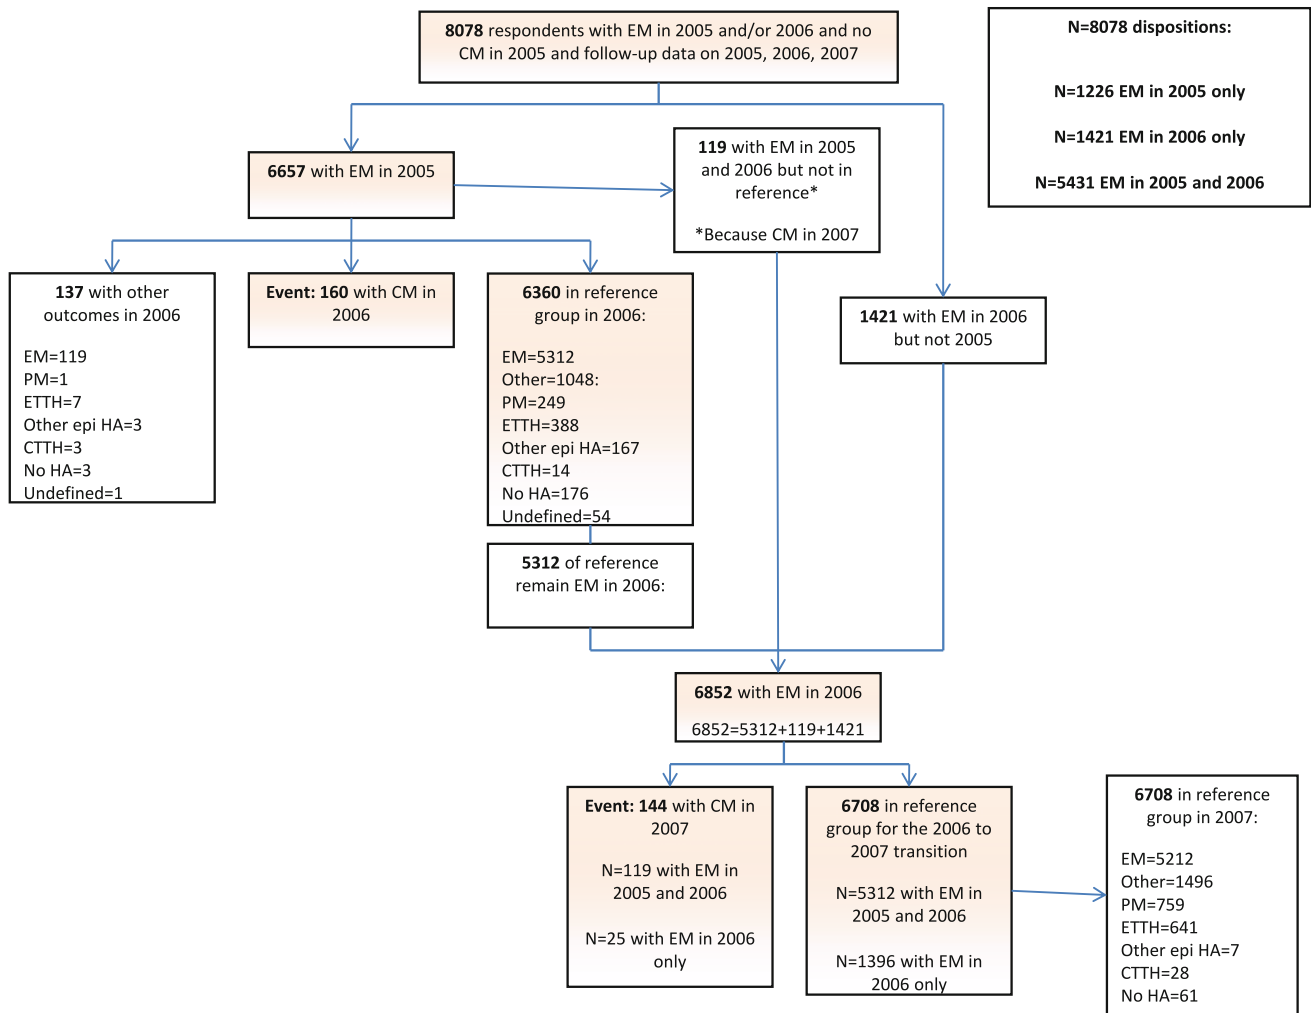 8078 respondents with EM in 2005 and/or 2006 and no
CM in 2005 and follow-up data on 2005, 2006, 2007
N=8078 dispositions:
N=1226 EM in 2005 only
N=1421 EM in 2006 only
N=5431 EM in 2005 and 2006
6657 with EM in 2005
119 with EM in 2005
and 2006 but not in
reference*
*Because CM in 2007
137 with other
outcomes in 2006
EM=119
PM=1
ETTH=7
Other epi HA=3
CTTH=3
No HA=3
Undefined=1
Event: 160 with CM in
2006
6360 in reference
group in 2006:
EM=5312
Other=1048:
PM=249
ETTH=388
Other epi HA=167
CTTH=14
No HA=176
Undefined=54
1421 with EM in 2006
but not 2005
5312 of reference
remain EM in 2006:
6852 with EM in 2006
6852=5312+119+1421
Event: 144 with CM in
2007
N=119 with EM in
2005 and 2006
N=25 with EM in 2006
only
6708 in reference
group for the 2006 to
2007 transition
N=5312 with EM in
2005 and 2006
N=1396 with EM in
2006 only
6708 in reference
group in 2007:
EM=5212
Other=1496
PM=759
ETTH=641
Other epi HA=7
CTTH=28
No HA=61